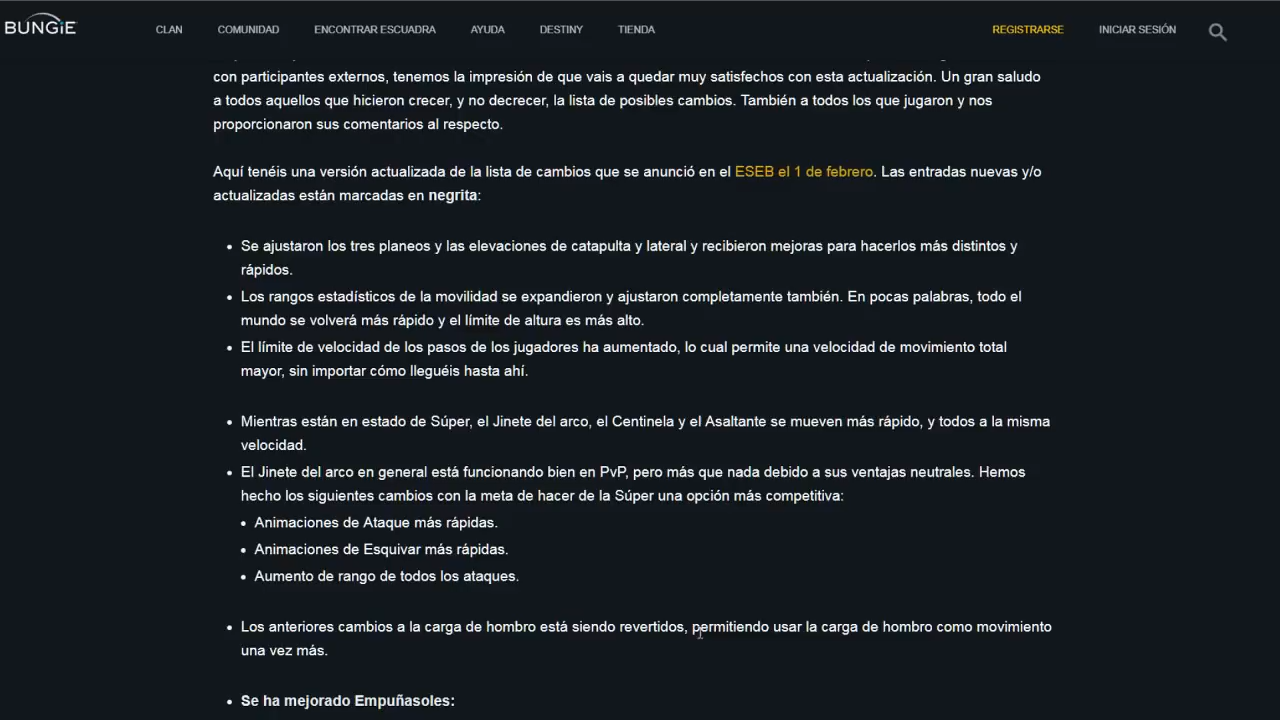 BUNGiE CLAN COMUNIDAD ENCONTRAR ESCUADRA AYUDA DESTINY TIENDA REGISTRARSE INICIAR SESIÓN
con participantes externos, tenemos la impresión de que vais a quedar muy satisfechos con esta actualización. Un gran saludo
a todos aquellos que hicieron crecer, y no decrecer, la lista de posibles cambios. También a todos los que jugaron y nos
proporcionaron sus comentarios al respecto.
Aquí tenéis una versión actualizada de la lista de cambios que se anunció en el ESEB el 1 de febrero. Las entradas nuevas y/o
actualizadas están marcadas en negrita:
• Se ajustaron los tres planeos y las elevaciones de catapulta y lateral y recibieron mejoras para hacerlos más distintos y
rápidos.
• Los rangos estadísticos de la movilidad se expandieron y ajustaron completamente también. En pocas palabras, todo el
mundo se volverá más rápido y el límite de altura es más alto.
• El límite de velocidad de los pasos de los jugadores ha aumentado, lo cual permite una velocidad de movimiento total
mayor, sin importar cómo lleguéis hasta ahí.
• Mientras están en estado de Súper, el Jinete del arco, el Centinela y el Asaltante se mueven más rápido, y todos a la misma
velocidad.
• El Jinete del arco en general está funcionando bien en PvP, pero más que nada debido a sus ventajas neutrales. Hemos
hecho los siguientes cambios con la meta de hacer de la Súper una opción más competitiva:
• Animaciones de Ataque más rápidas.
• Animaciones de Esquivar más rápidas.
• Aumento de rango de todos los ataques.
• Los anteriores cambios a la carga de hombro está siendo revertidos, permitiendo usar la carga de hombro como movimiento
una vez más.
• Se ha mejorado Empuñasoles: